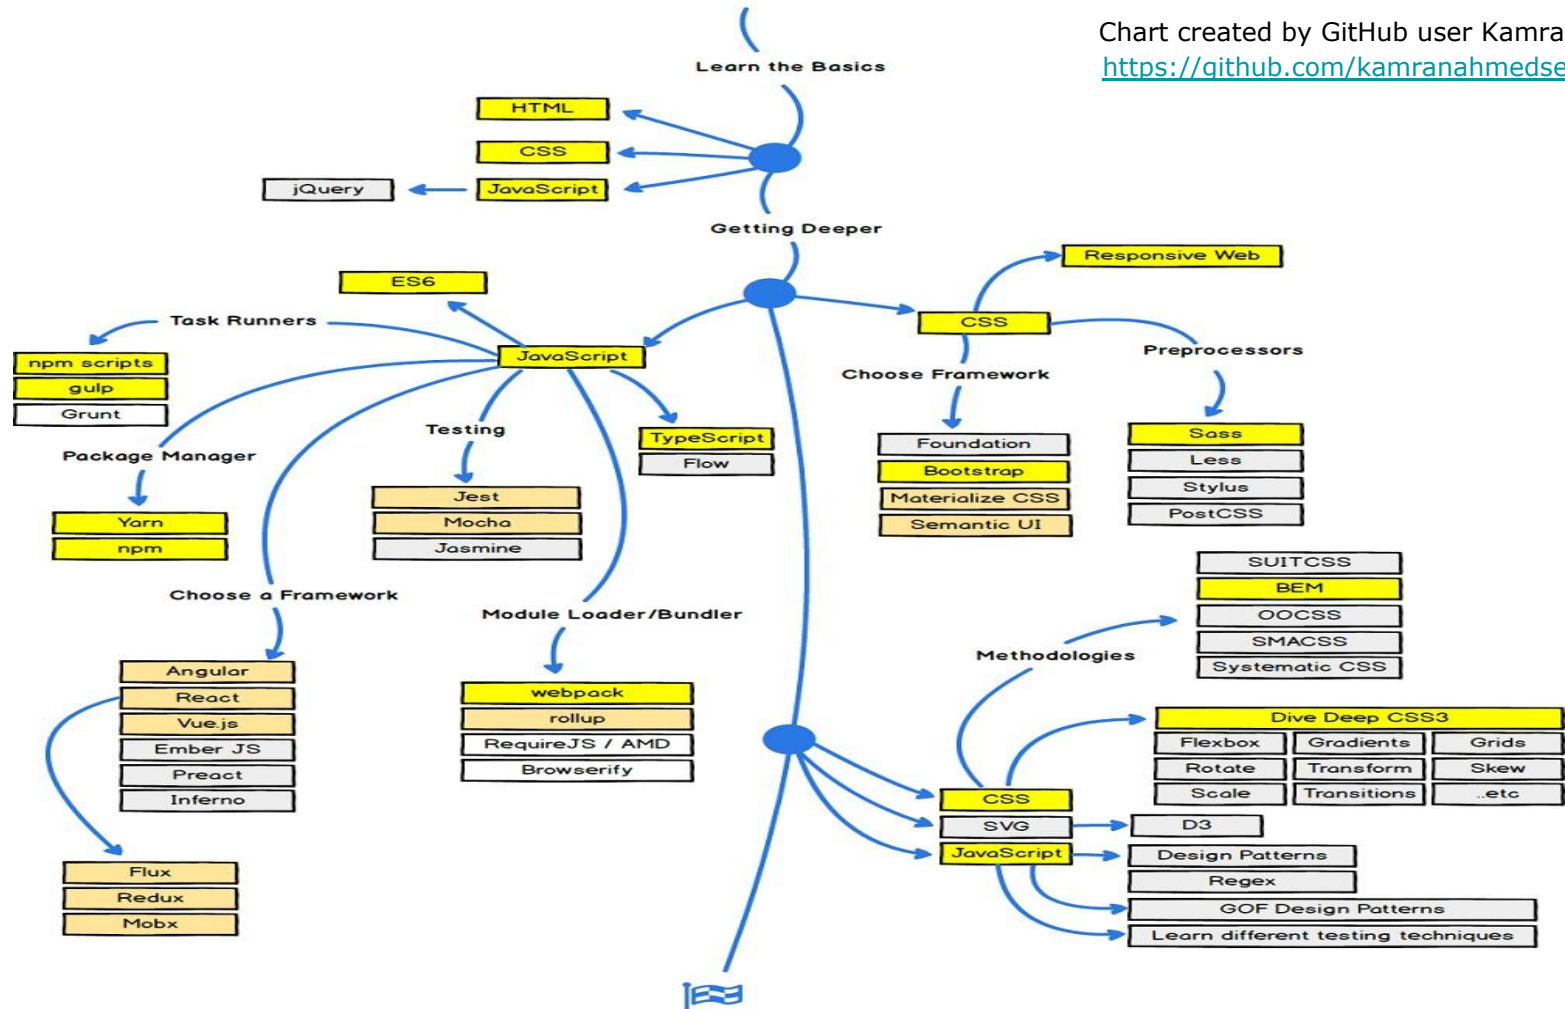 Chart created by GitHub user Kamra
https://github.com/kamranahmedse
Learn the Basics
HTML
CSS
JavaScript
jQuery
Getting Deeper
Responsive Web
ES6
CSS
Task Runners
JavaScript
Preprocessors
npm scripts
gulp
Grunt
Choose Framework
Testing
TypeScript
Flow
Foundation
Bootstrap
Materialize CSS
Semantic UI
Sass
Less
Stylus
PostCSS
Package Manager
Yarn
npm
Jest
Mocha
Jasmine
Choose a Framework
Module Loader/Bundler
SUITCSS
BEM
OOCSS
SMACSS
Systematic CSS
Methodologies
Angular
React
Vue.js
Ember JS
Preact
Inferno
webpack
rollup
RequireJS / AMD
Browserify
Dive Deep CSS3
Flexbox Gradients Grids
Rotate Transform Skew
Scale Transitions ..etc
CSS
SVG
JavaScript
D3
Design Patterns
Regex
GOF Design Patterns
Learn different testing techniques
Flux
Redux
Mobx